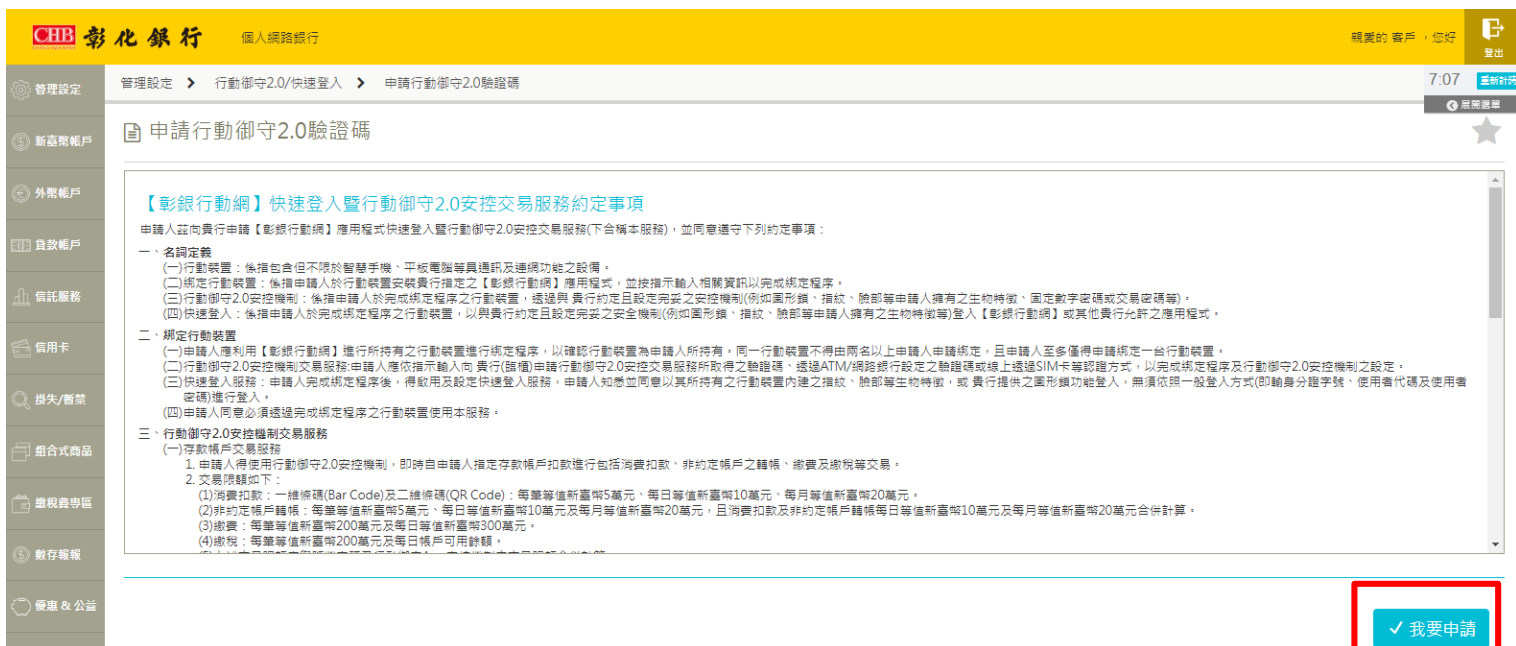 CHB 彰化銀行 個人網路銀行 親愛的 客戶 ，您好 登出
管理設定 行動御守2.0/快速登入 申請行動御守2.0驗證碼 7:07 重新計時
展開選單
申請行動御守2.0驗證碼
管理設定
新臺幣帳戶
外幣帳戶
貸款帳戶
信託服務
信用卡
掛失/暫禁
組合式商品
繳稅費專區
數存報報
優惠 & 公益
【彰銀行動網】快速登入暨行動御守2.0安控交易服務約定事項
申請人茲向貴行申請【彰銀行動網】應用程式快速登入暨行動御守2.0安控交易服務(下合稱本服務)，並同意遵守下列約定事項：
一、名詞定義
(一)行動裝置：係指包含但不限於智慧手機、平板電腦等具通訊及連網功能之設備。
(二)綁定行動裝置：係指申請人於行動裝置安裝貴行指定之【彰銀行動網】應用程式，並按指示輸入相關資訊以完成綁定程序。
(三)行動御守2.0安控機制：係指申請人於完成綁定程序之行動裝置，透過與 貴行約定且設定完妥之安控機制(例如圖形鎖、指紋、臉部等申請人擁有之生物特徵、固定數字密碼或交易密碼等)。
(四)快速登入：係指申請人於完成綁定程序之行動裝置，以與貴行約定且設定完妥之安全機制(例如圖形鎖、指紋、臉部等申請人擁有之生物特徵等)登入【彰銀行動網】或其他貴行允許之應用程式。
二、綁定行動裝置
(一)申請人應利用【彰銀行動網】進行所持有之行動裝置進行綁定程序，以確認行動裝置為申請人所持有。同一行動裝置不得由兩名以上申請人申請綁定，且申請人至多僅得申請綁定一台行動裝置。
(二)行動御守2.0安控機制交易服務:申請人應依指示輸入向 貴行(臨櫃)申請行動御守2.0安控交易服務所取得之驗證碼、透過ATM/網路銀行設定之驗證碼或線上透過SIM卡等認證方式，以完成綁定程序及行動御守2.0安控機制之設定。
(三)快速登入服務：申請人完成綁定程序後，得啟用及設定快速登入服務，申請人知悉並同意以其所持有之行動裝置內建之指紋、臉部等生物特徵，或 貴行提供之圖形鎖功能登入，無須依照一般登入方式(即輸身分證字號、使用者代碼及使用者
密碼)進行登入。
(四)申請人同意必須透過完成綁定程序之行動裝置使用本服務。
三、行動御守2.0安控機制交易服務
(一)存款帳戶交易服務
1. 申請人得使用行動御守2.0安控機制，即時自申請人指定存款帳戶扣款進行包括消費扣款、非約定帳戶之轉帳、繳費及繳稅等交易。
2. 交易限額如下：
(1)消費扣款：一維條碼(Bar Code)及二維條碼(QR Code)：每筆等值新臺幣5萬元、每日等值新臺幣10萬元、每月等值新臺幣20萬元。
(2)非約定帳戶轉帳：每筆等值新臺幣5萬元、每日等值新臺幣10萬元及每月等值新臺幣20萬元，且消費扣款及非約定帳戶轉帳每日等值新臺幣10萬元及每月等值新臺幣20萬元合併計算。
(3)繳費：每筆等值新臺幣200萬元及每日等值新臺幣300萬元。
(4)繳稅：每筆等值新臺幣200萬元及每日帳戶可用餘額。
我要申請